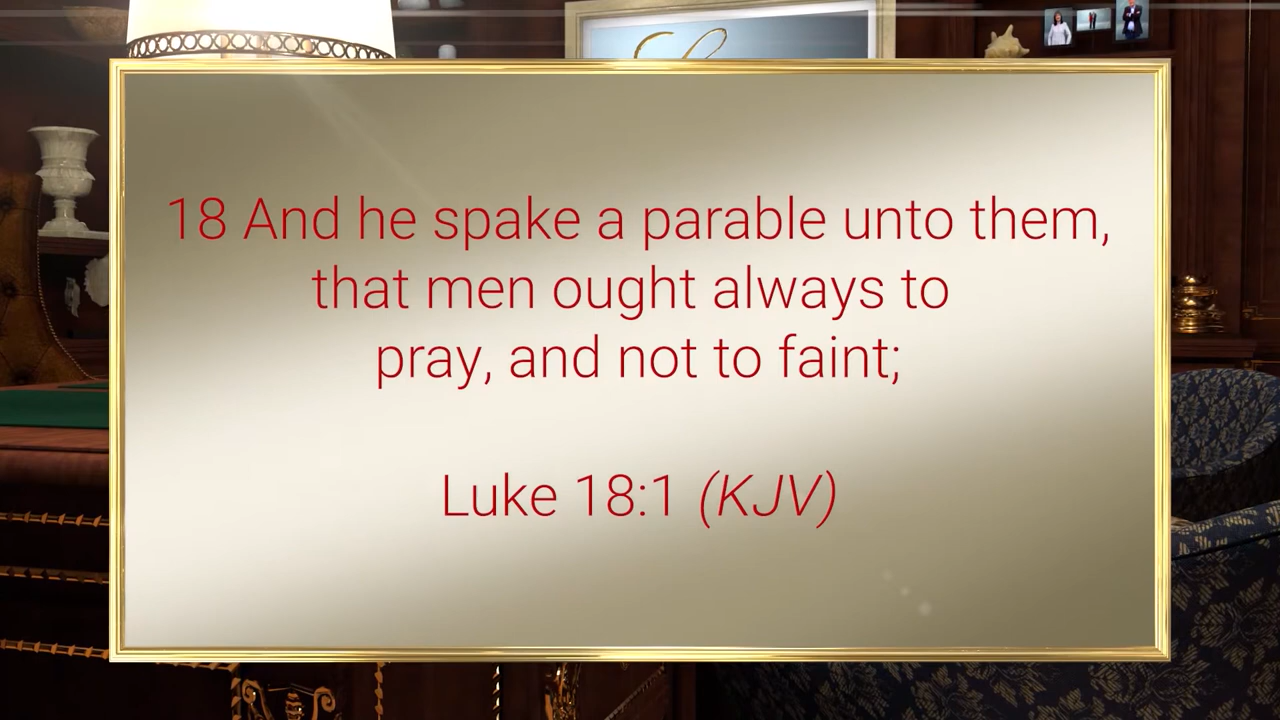 18 And he spake a parable unto them,
that men ought always to
pray, and not to faint;
Luke 18:1 (KJV)